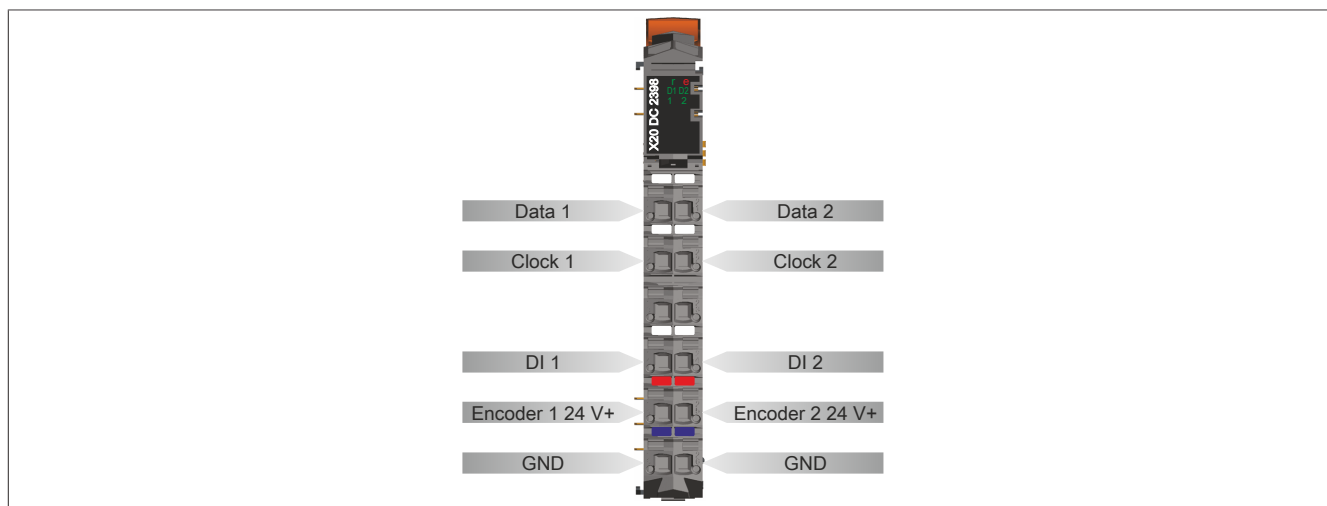 X20 DC 2398
r e
D1 D2
1 2
Data 1 Data 2
Clock 1 Clock 2
DI 1 DI 2
Encoder 1 24 V+ Encoder 2 24 V+
GND GND